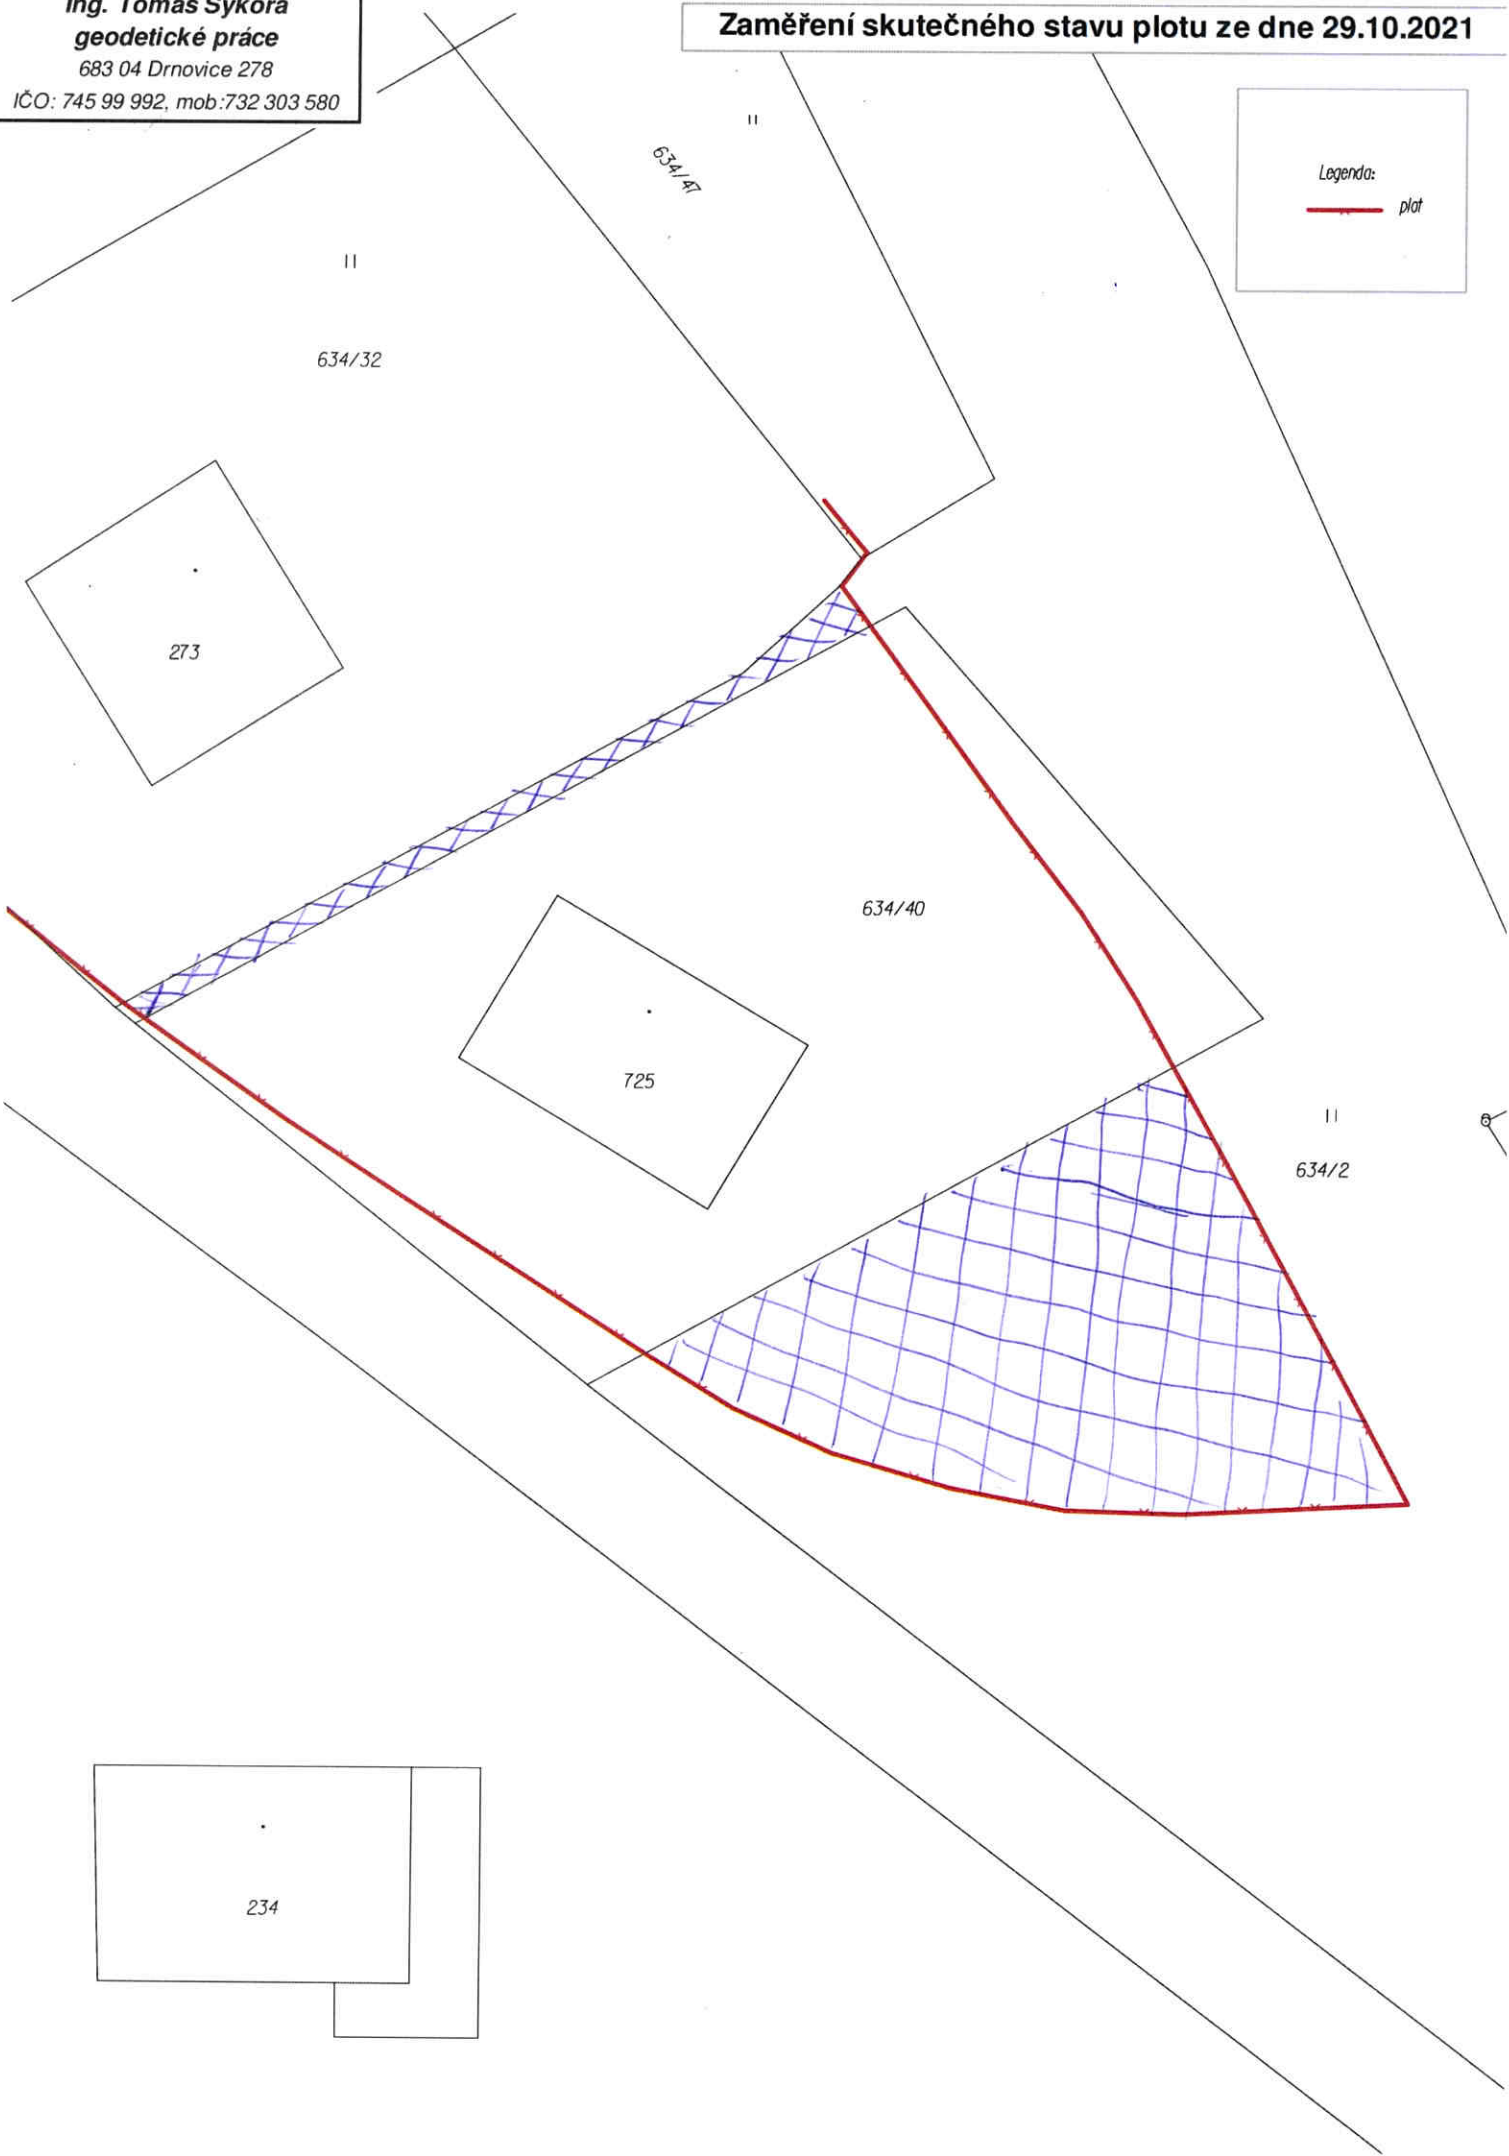 Ing. Tomáš Sýkora
geodetické práce
683 04 Drnovice 278
IČO: 745 99 992, mob:732 303 580
Zaměření skutečného stavu plotu ze dne 29.10.2021
Legenda:
plot
634/47
634/32
273
634/40
725
634/2
234